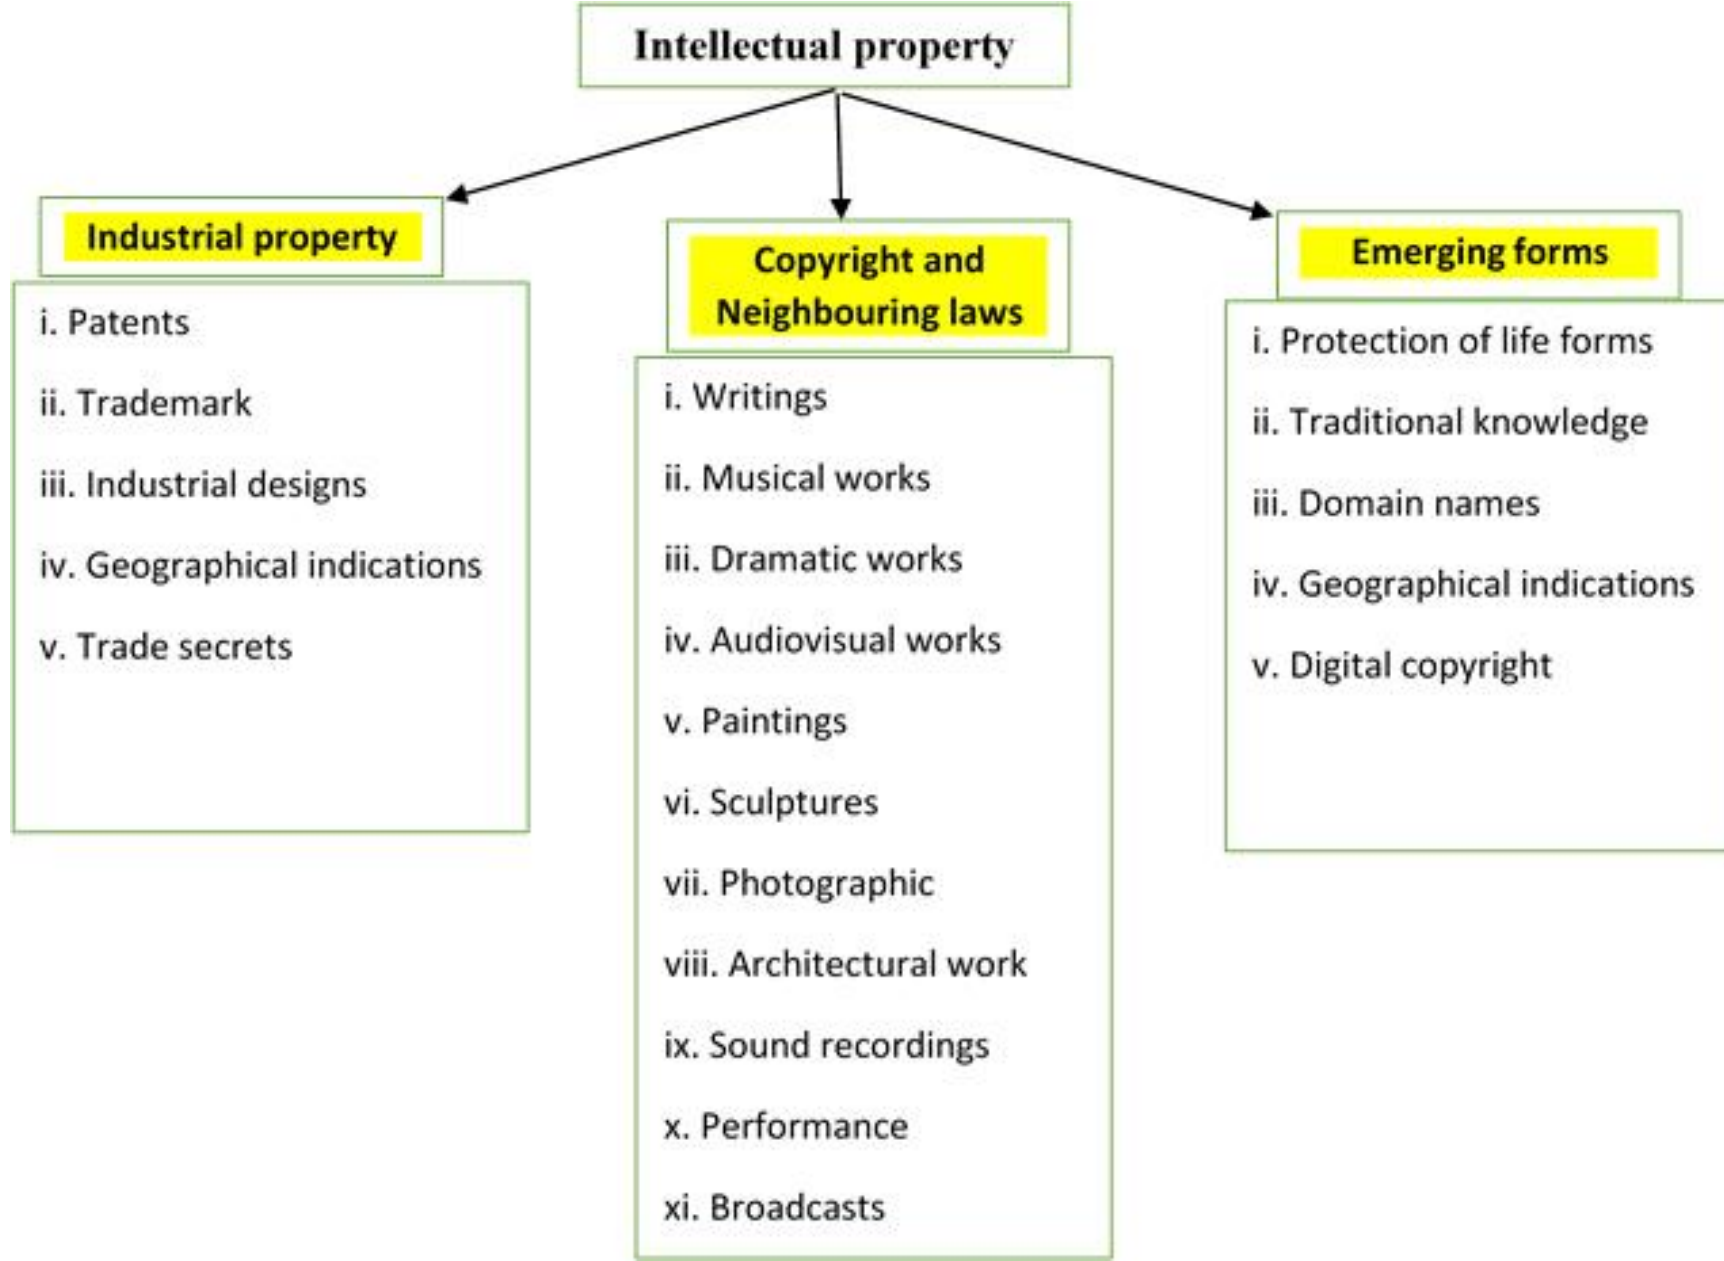 Intellectual property
Industrial property
i. Patents
ii. Trademark
iii. Industrial designs
iv. Geographical indications
v. Trade secrets
Copyright and
Neighbouring laws
i. Writings
ii. Musical works
iii. Dramatic works
iv. Audiovisual works
v. Paintings
vi. Sculptures
vii. Photographic
viii. Architectural work
ix. Sound recordings
x. Performance
xi. Broadcasts
Emerging forms
i. Protection of life forms
ii. Traditional knowledge
iii. Domain names
iv. Geographical indications
v. Digital copyright